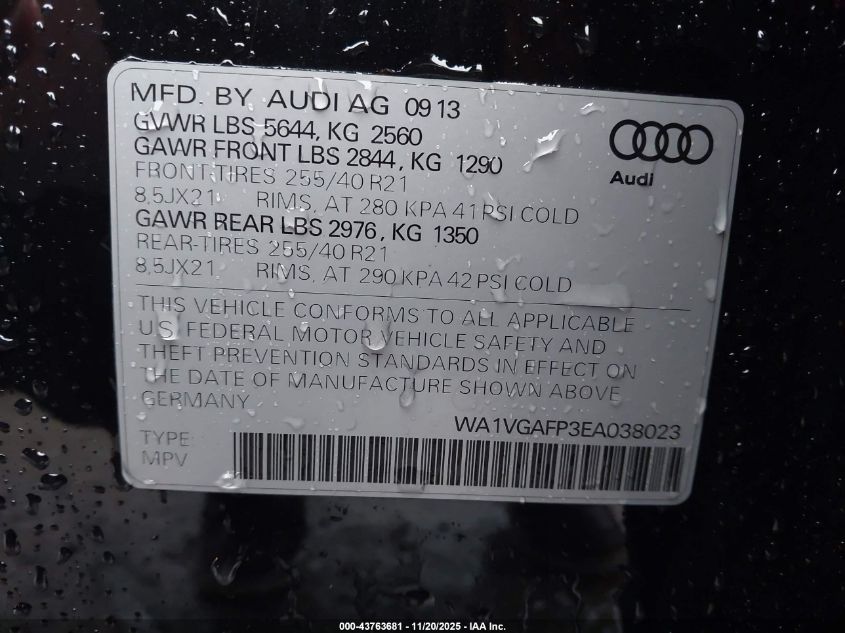 MFD. BY AUDI AG 09 13
GVWR LBS 5644, KG 2560
GAWR FRONT LBS 2844, KG 1290
FRONT-TIRES 255/40 R21
8,5JX21 RIMS, AT 280 KPA 41 PSI COLD
GAWR REAR LBS 2976, KG 1350
REAR-TIRES 255/40 R21
8,5JX21 RIMS, AT 290 KPA 42 PSI COLD
Audi
THIS VEHICLE CONFORMS TO ALL APPLICABLE
U.S. FEDERAL MOTOR VEHICLE SAFETY AND
THEFT PREVENTION STANDARDS IN EFFECT ON
THE DATE OF MANUFACTURE SHOWN ABOVE
GERMANY
WA1VGAFP3EA038023
TYPE:
MPV
000-43763681 - 11/20/2025 - IAA Inc.